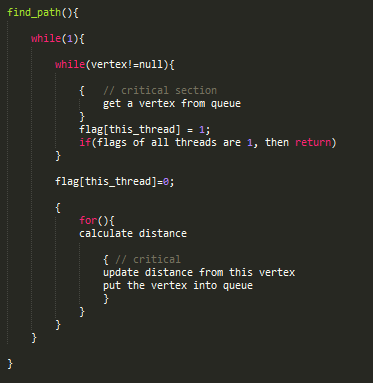 find_path(){
while(1){
while(vertex!=null){
{ // critical section
get a vertex from queue
}
flag[this_thread] = 1;
if(flags of all threads are 1, then return)
}
flag[this_thread]=0;
{
for(){
calculate distance
{ // critical
update distance from this vertex
put the vertex into queue
}
}
}
}
}